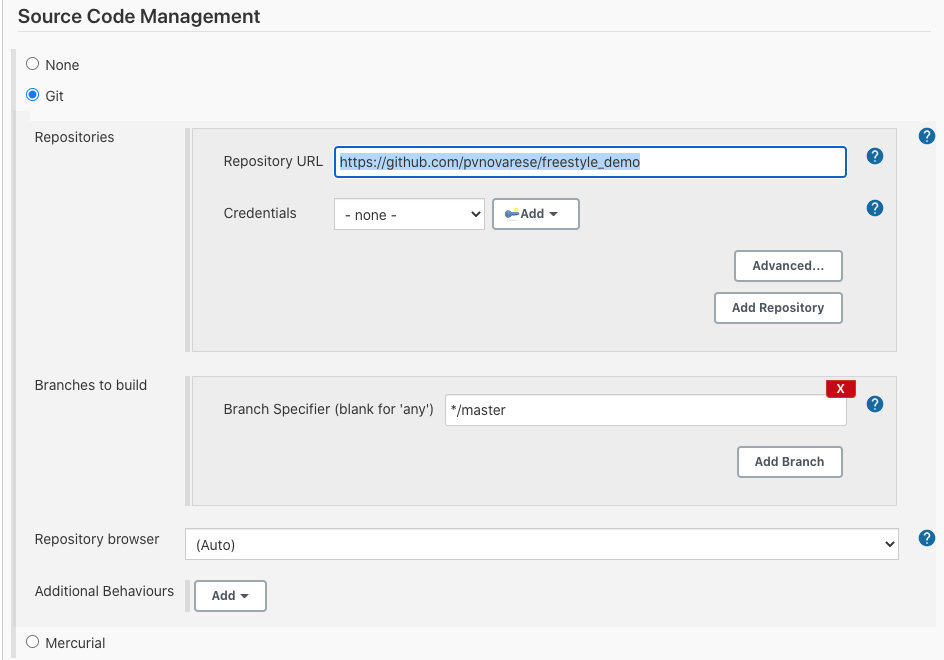 Source Code Management
None
Git
Repositories
?
Repository URL https://github.com/pvnovarese/freestyle_demo ?
Credentials - none - Add ?
Advanced...
Add Repository
Branches to build
X
Branch Specifier (blank for 'any') */master ?
Add Branch
Repository browser (Auto) ?
Additional Behaviours Add
Mercurial